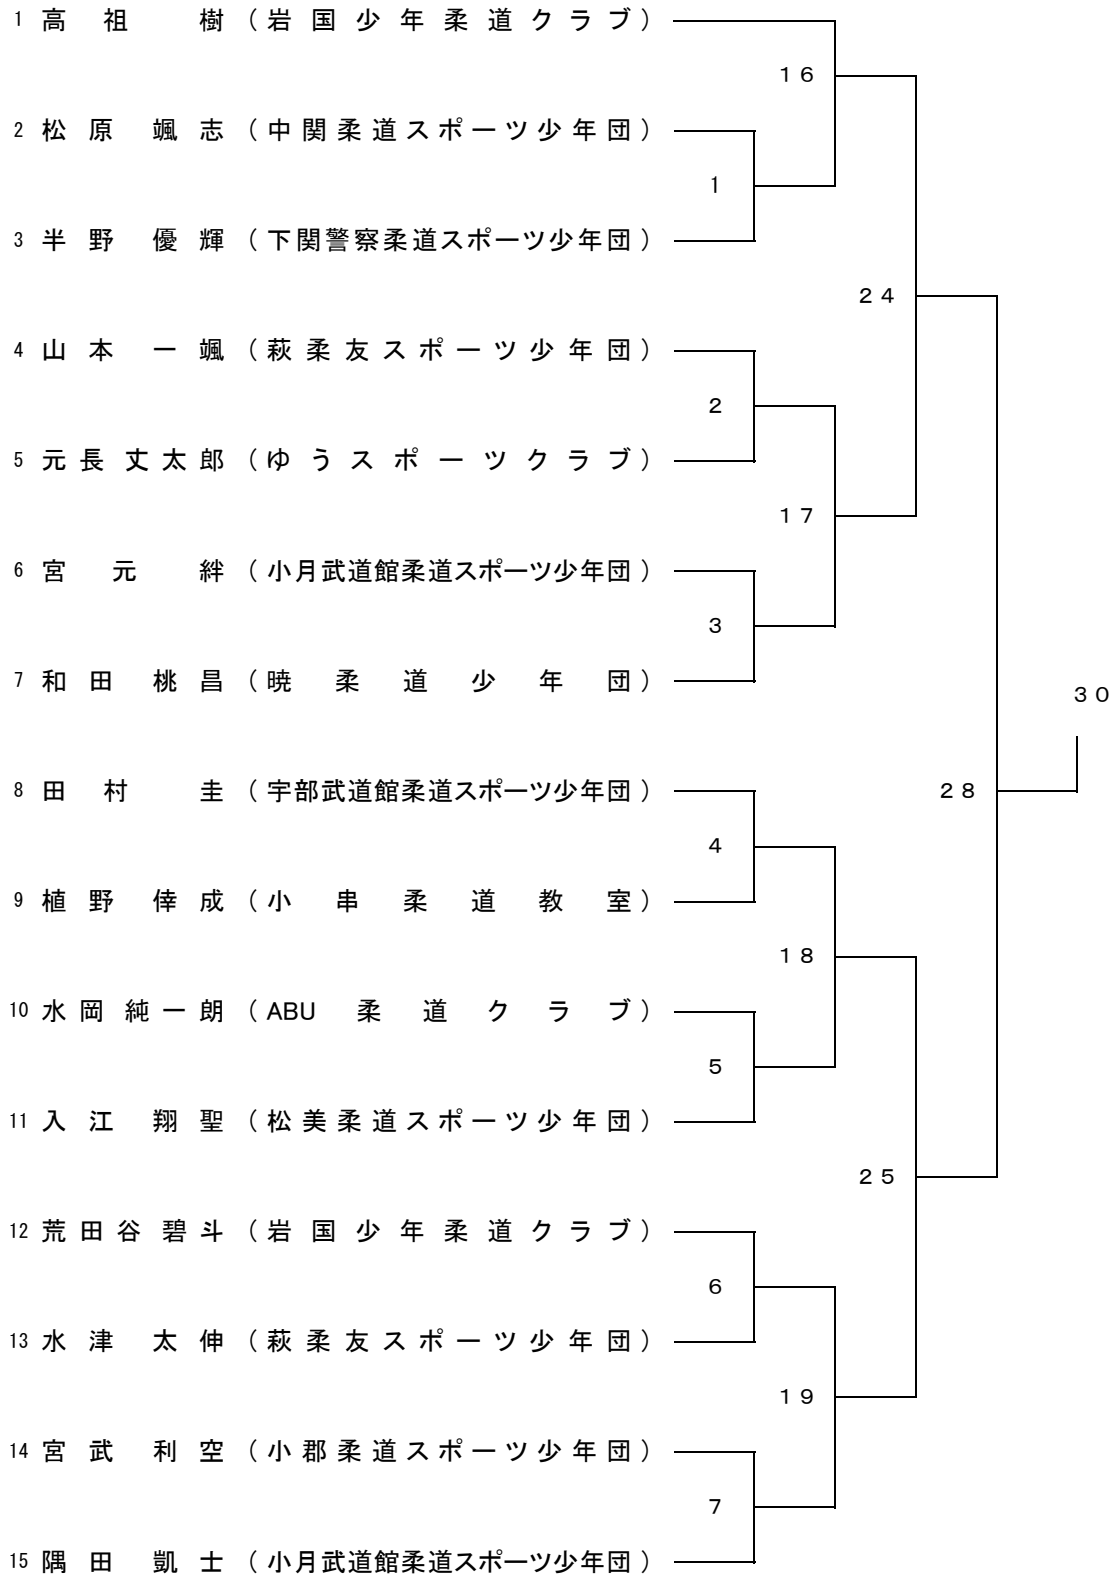 1 高祖 樹 （岩国少年柔道クラブ）
16
2 松原 颯志 （中関柔道スポーツ少年団）
1
3 半野 優輝 （下関警察柔道スポーツ少年団）
24
4 山本 一颯 （萩柔友スポーツ少年団）
2
5 元長丈太郎 （ゆうスポーツクラブ）
17
6 宮元 絆 （小月武道館柔道スポーツ少年団）
3
7 和田 桃昌 （暁柔道少年団）
30
8 田村 圭 （宇部武道館柔道スポーツ少年団）
28
4
9 植野 倖成 （小串柔道教室）
18
10 水岡純一朗 （ABU柔道クラブ）
5
11 入江 翔聖 （松美柔道スポーツ少年団）
25
12 荒田谷碧斗 （岩国少年柔道クラブ）
6
13 水津 太伸 （萩柔友スポーツ少年団）
19
14 宮武 利空 （小郡柔道スポーツ少年団）
7
15 隅田 凱士 （小月武道館柔道スポーツ少年団）